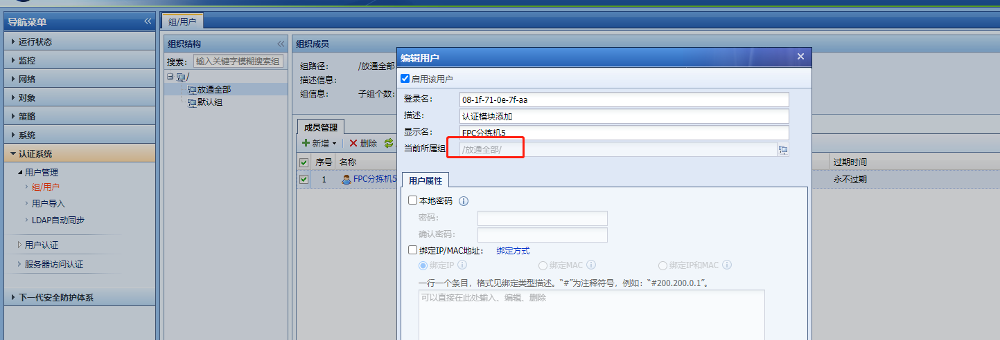 导航菜单
运行状态
监控
网络
对象
策略
系统
认证系统
用户管理
组/用户
用户导入
LDAP自动同步
用户认证
服务器访问认证
下一代安全防护体系
组/用户
组织结构
搜索: 输入关键字模糊搜索组
/
放通全部
默认组
组织成员
组路径: /放通全部
描述信息:
组信息: 子组个数:
成员管理
新增 删除
序号 名称 过期时间
1 FPC分拣机5 永不过期
编辑用户
启用该用户
登录名: 08-1f-71-0e-7f-aa
描述: 认证模块添加
显示名: FPC分拣机5
当前所属组 /放通全部/
用户属性
本地密码
密码:
确认密码:
绑定IP/MAC地址: 绑定方式
绑定IP 绑定MAC 绑定IP和MAC
一行一个条目，格式见绑定类型描述。“#”为注释符号，例如：“#200.200.0.1”。
可以直接在此处输入、编辑、删除